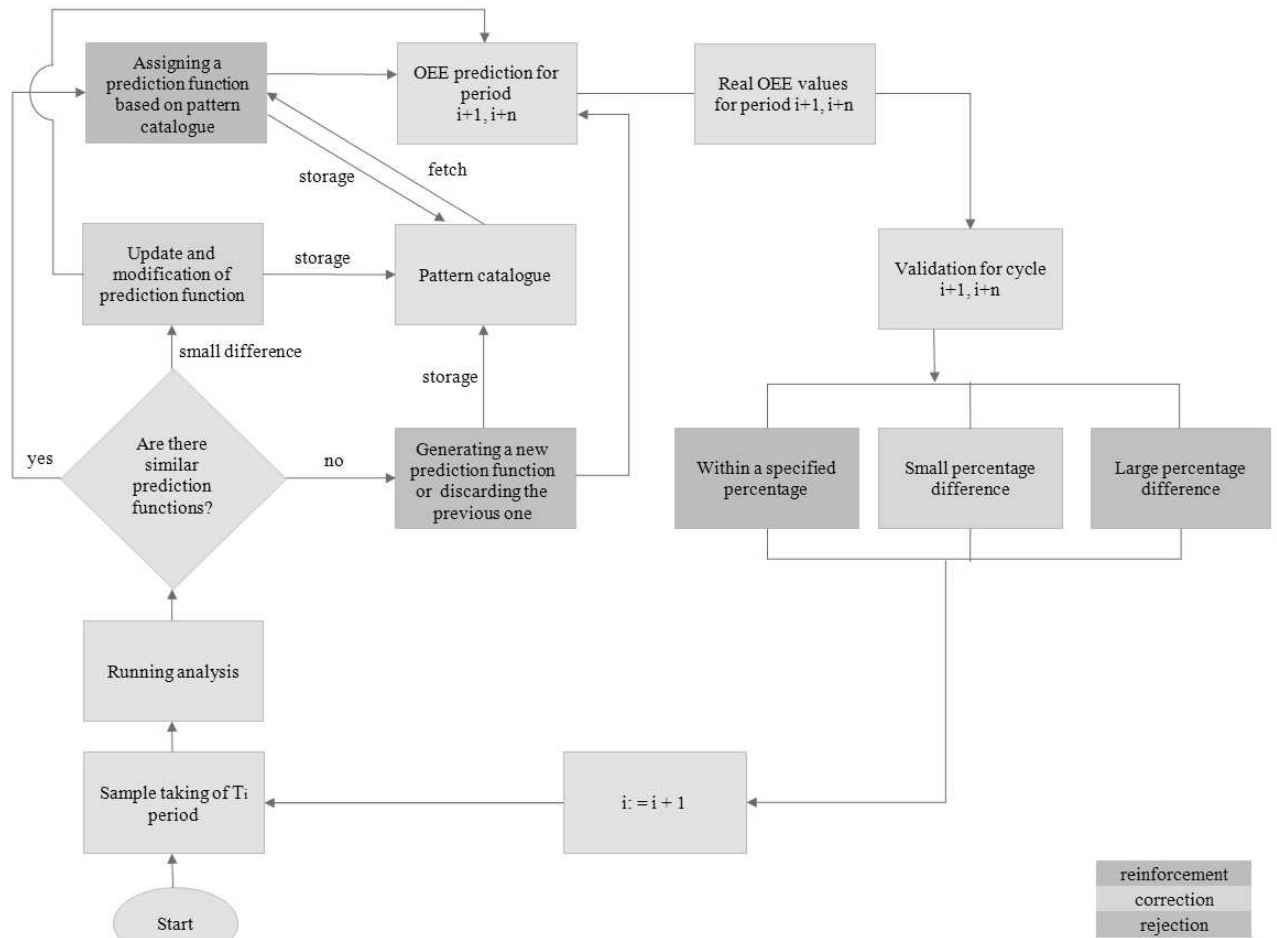 Assigning a
prediction function
based on pattern
catalogue
OEE prediction for
period
i+1, i+n
Real OEE values
for period i+1, i+n
storage
fetch
Update and
modification of
prediction function
storage
Pattern catalogue
Validation for cycle
i+1, i+n
small difference
storage
yes
Are there
similar
prediction
functions?
no
Generating a new
prediction function
or discarding the
previous one
Within a specified
percentage
Small percentage
difference
Large percentage
difference
Running analysis
Sample taking of Ti
period
i: = i + 1
Start
reinforcement
correction
rejection